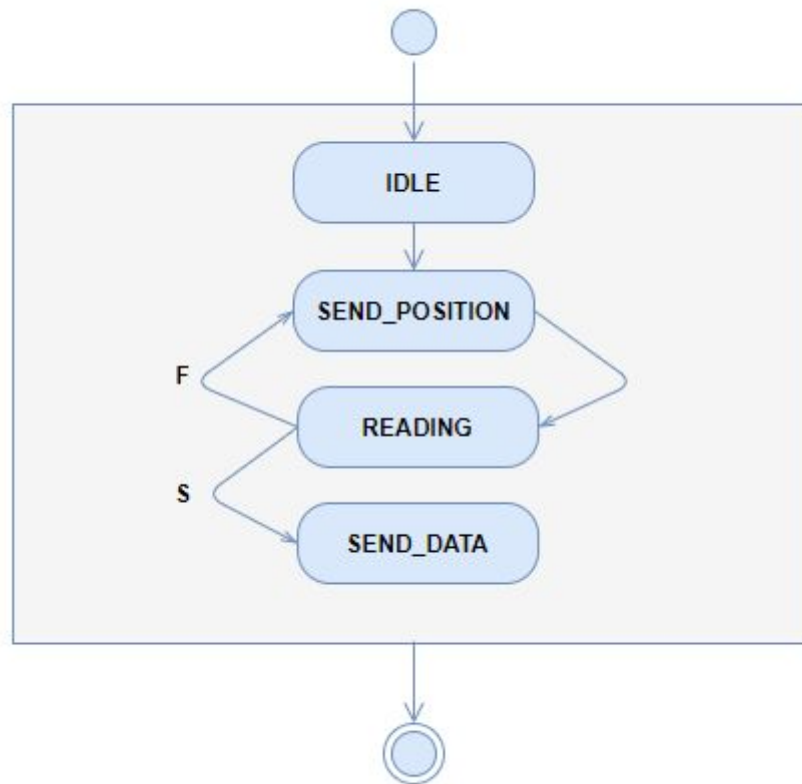 IDLE
SEND_POSITION
F
READING
S
SEND_DATA